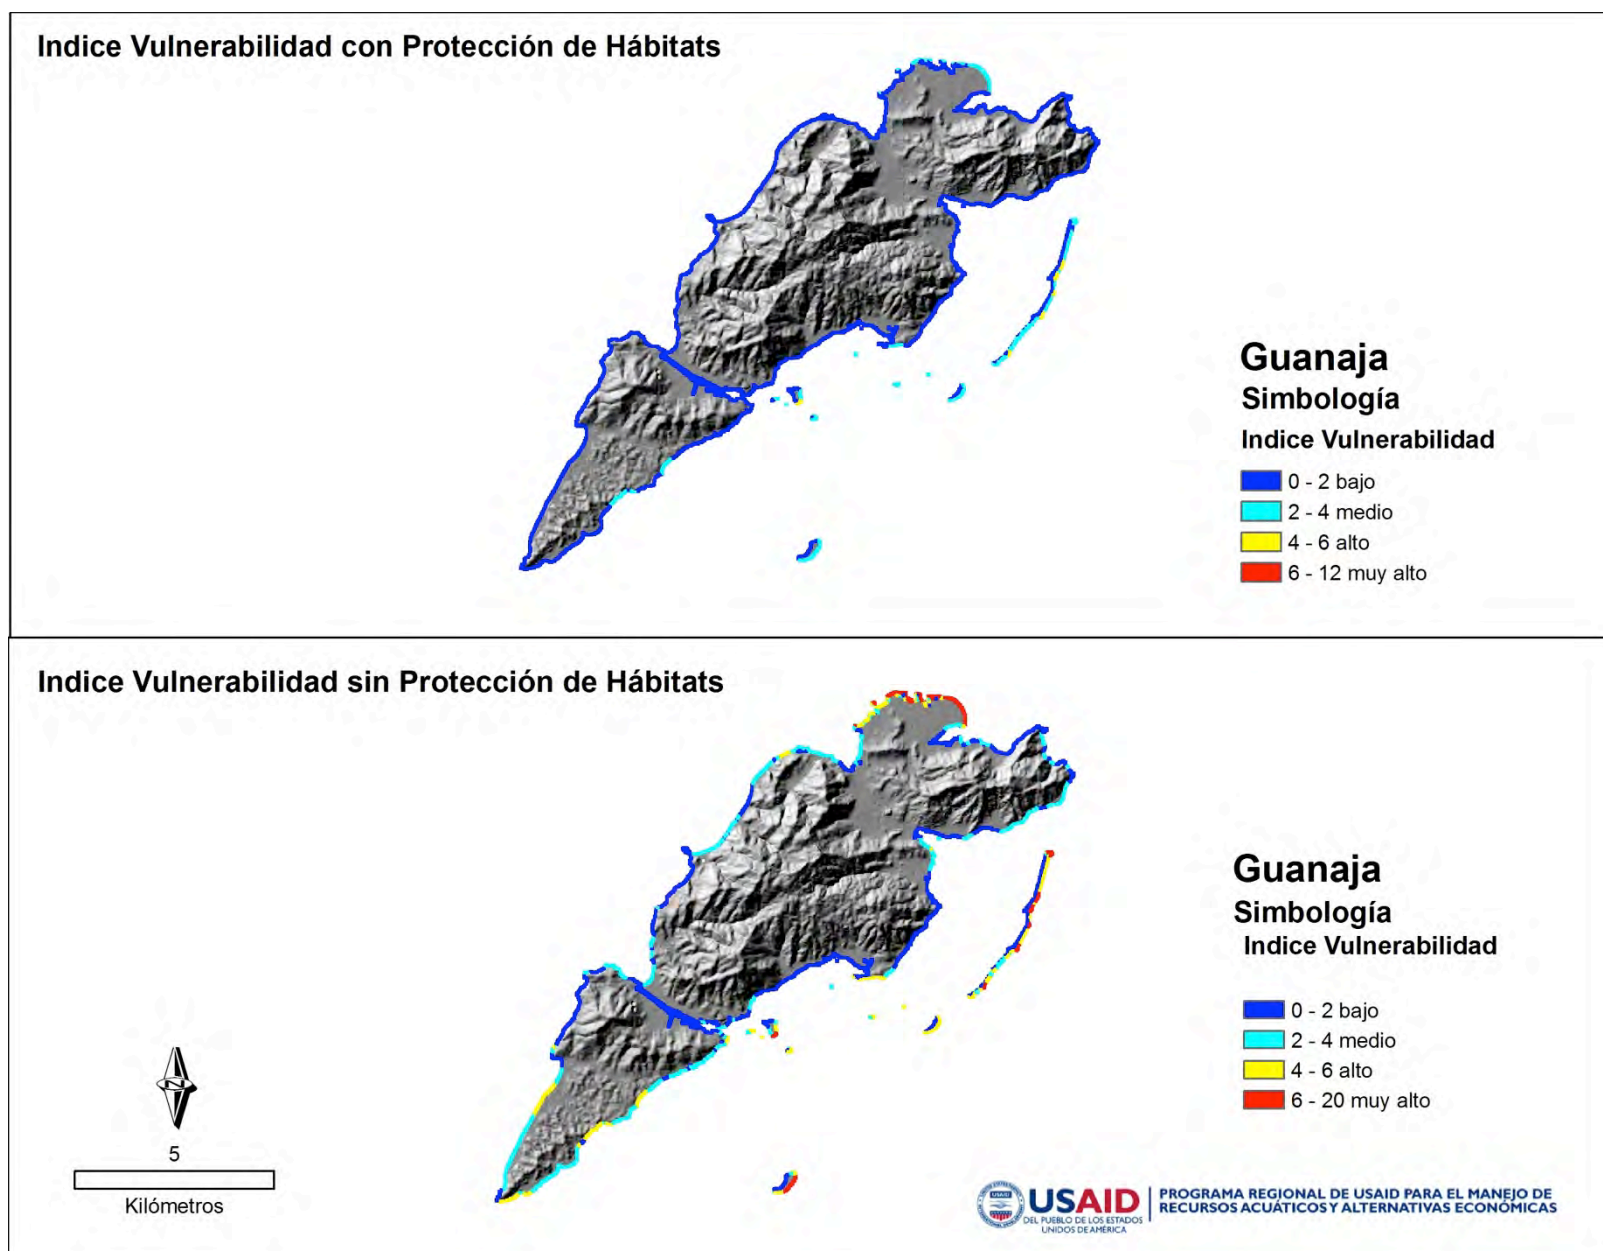 Indice Vulnerabilidad con Protección de Hábitats
Guanaja
Simbología
Indice Vulnerabilidad
0 - 2 bajo
2 - 4 medio
4 - 6 alto
6 - 12 muy alto
Indice Vulnerabilidad sin Protección de Hábitats
Guanaja
Simbología
Indice Vulnerabilidad
0 - 2 bajo
2 - 4 medio
4 - 6 alto
6 - 20 muy alto
N
5
Kilómetros
USAID
DEL PUEBLO DE LOS ESTADOS
UNIDOS DE AMÉRICA
PROGRAMA REGIONAL DE USAID PARA EL MANEJO DE
RECURSOS ACUÁTICOS Y ALTERNATIVAS ECONÓMICAS